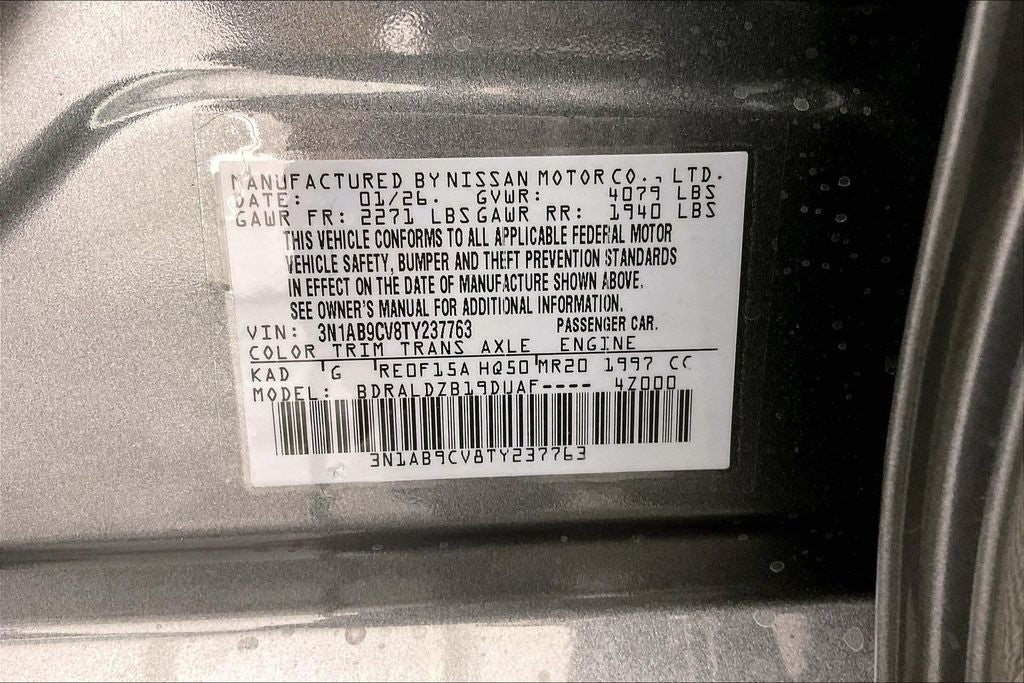 MANUFACTURED BY NISSAN MOTOR CO., LTD.
DATE: 01/26. GVWR: 4079 LBS
GAWR FR: 2271 LBS GAWR RR: 1940 LBS
THIS VEHICLE CONFORMS TO ALL APPLICABLE FEDERAL MOTOR
VEHICLE SAFETY, BUMPER AND THEFT PREVENTION STANDARDS
IN EFFECT ON THE DATE OF MANUFACTURE SHOWN ABOVE.
SEE OWNER'S MANUAL FOR ADDITIONAL INFORMATION.
VIN: 3N1AB9CV8TY237763 PASSENGER CAR.
COLOR TRIM TRANS AXLE ENGINE
KAD G RE0F15A HQ50 MR20 1997 CC
MODEL: BDRALDZB19DUAF---- 4Z000
3N1AB9CV8TY237763